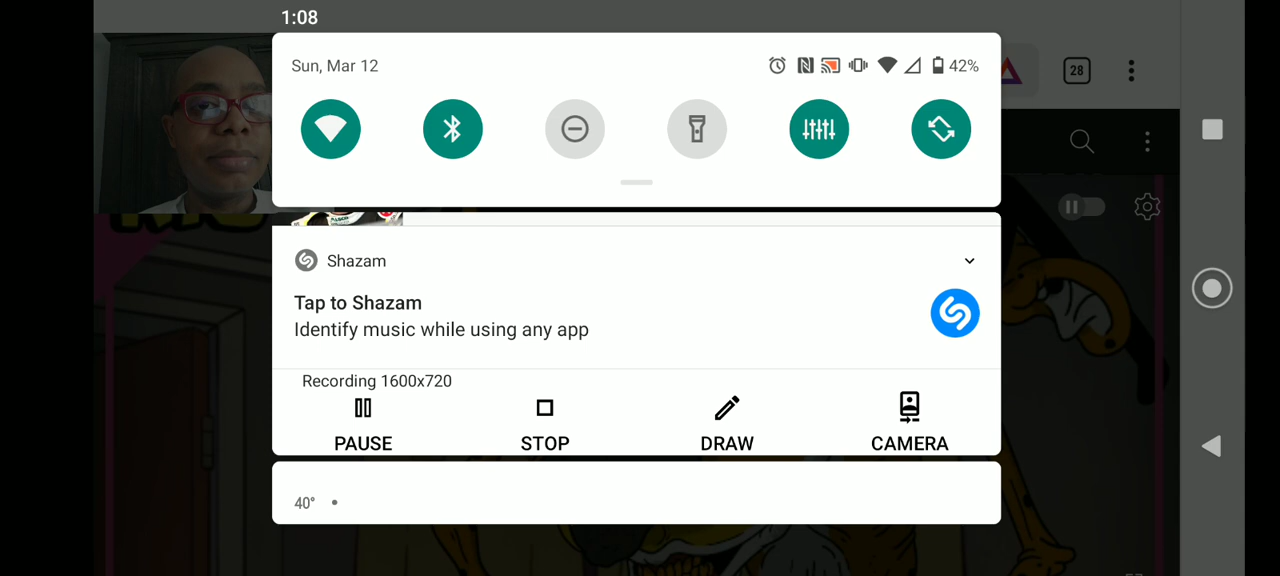 1:08
Sun, Mar 12
42%
28
Shazam
Tap to Shazam
Identify music while using any app
Recording 1600x720
PAUSE STOP DRAW CAMERA
40° •